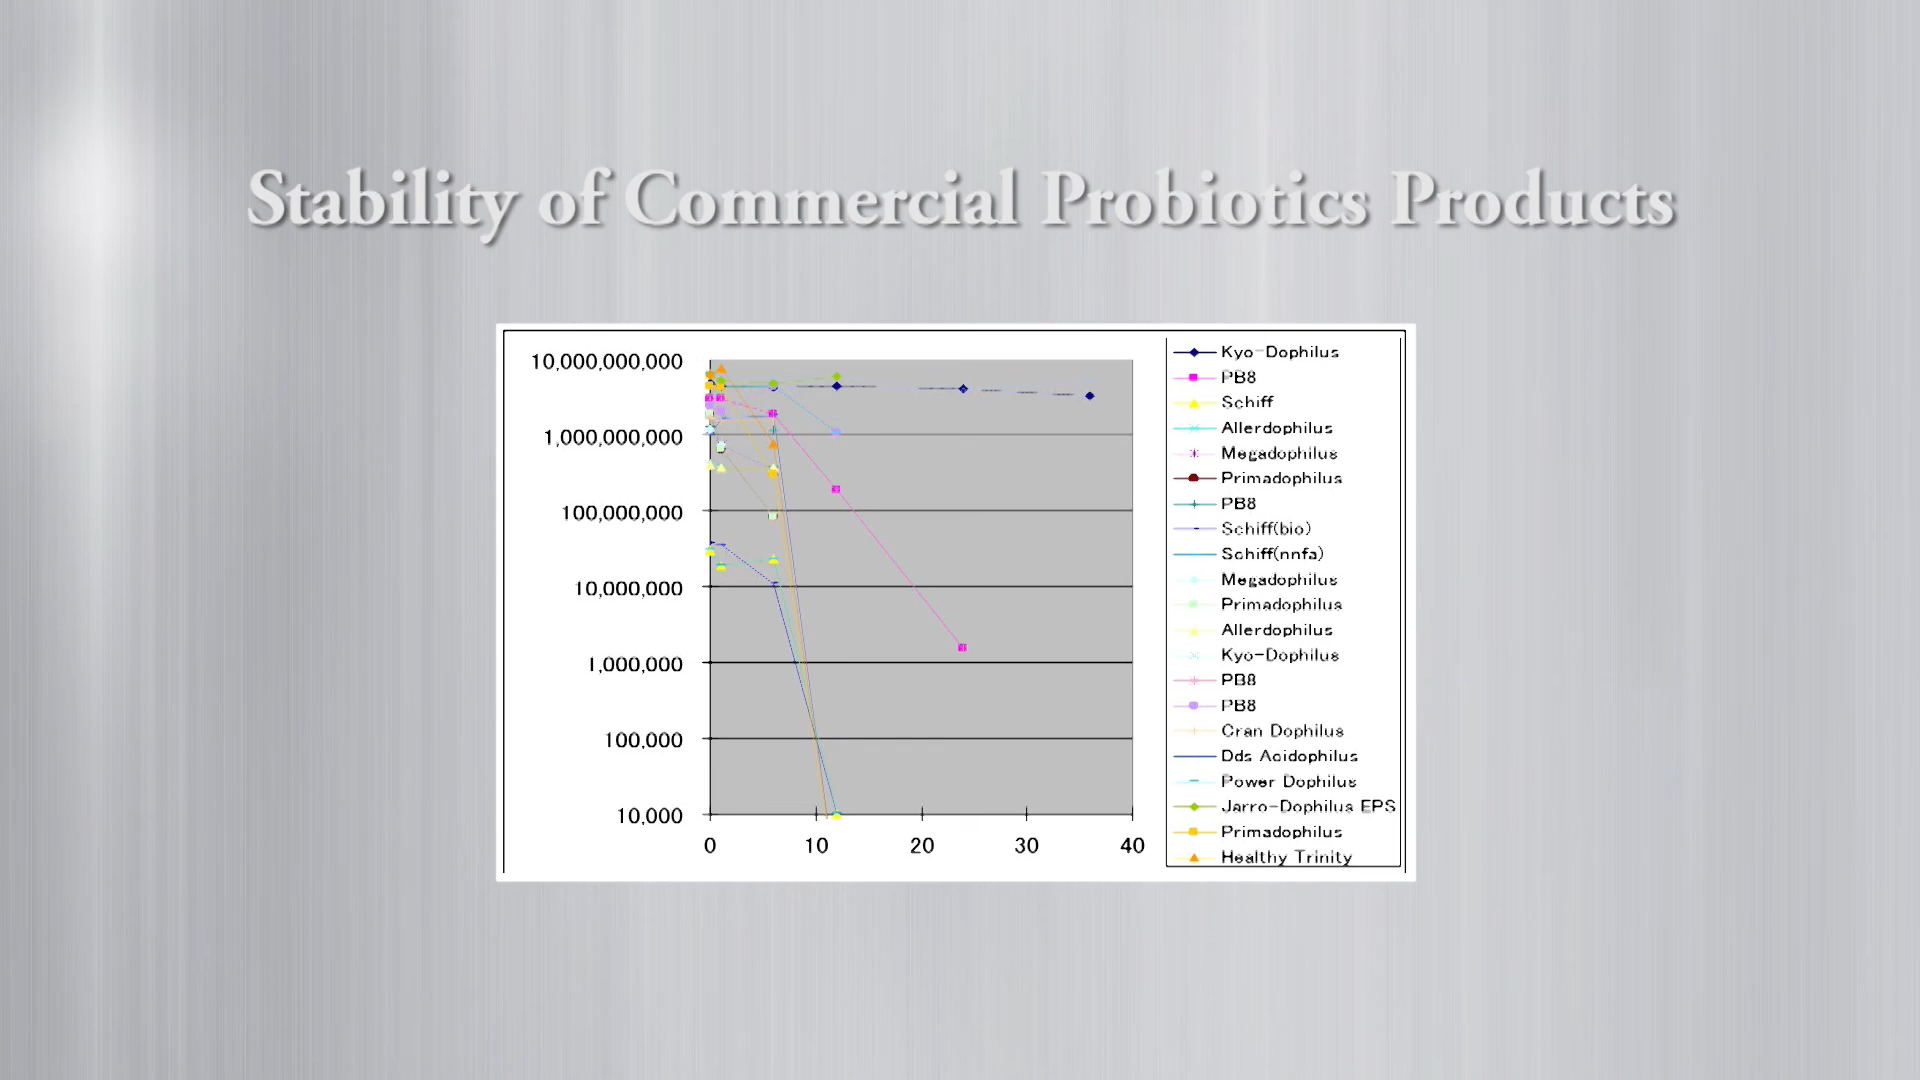 Stability of Commercial Probiotics Products
10,000,000,000
1,000,000,000
100,000,000
10,000,000
1,000,000
100,000
10,000
0
10
20
30
40
Kyo-Dophilus
PB8
Schiff
Allerdophilus
Megadophilus
Primadophilus
PB8
Schiff(bio)
Schiff(nnfa)
Megadophilus
Primadophilus
Allerdophilus
Kyo-Dophilus
PB8
PB8
Cran Dophilus
Dds Acidophilus
Power Dophilus
Jarro-Dophilus EPS
Primadophilus
Healthy Trinity